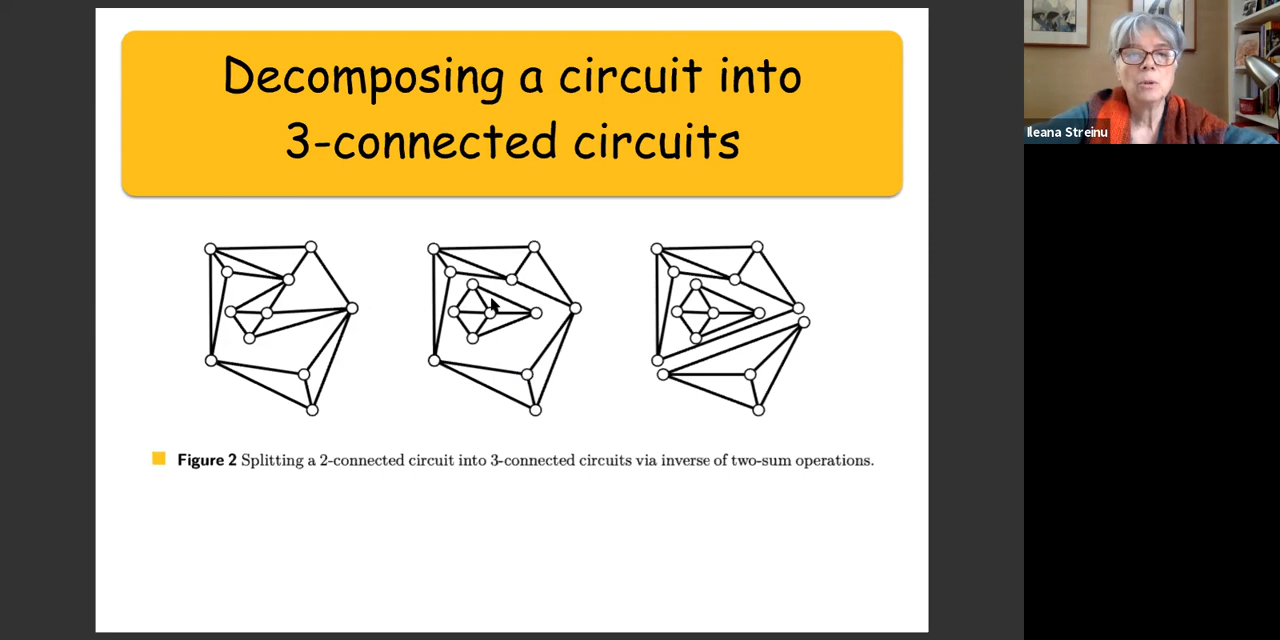 Decomposing a circuit into
3-connected circuits
Figure 2 Splitting a 2-connected circuit into 3-connected circuits via inverse of two-sum operations.
Ileana Streinu